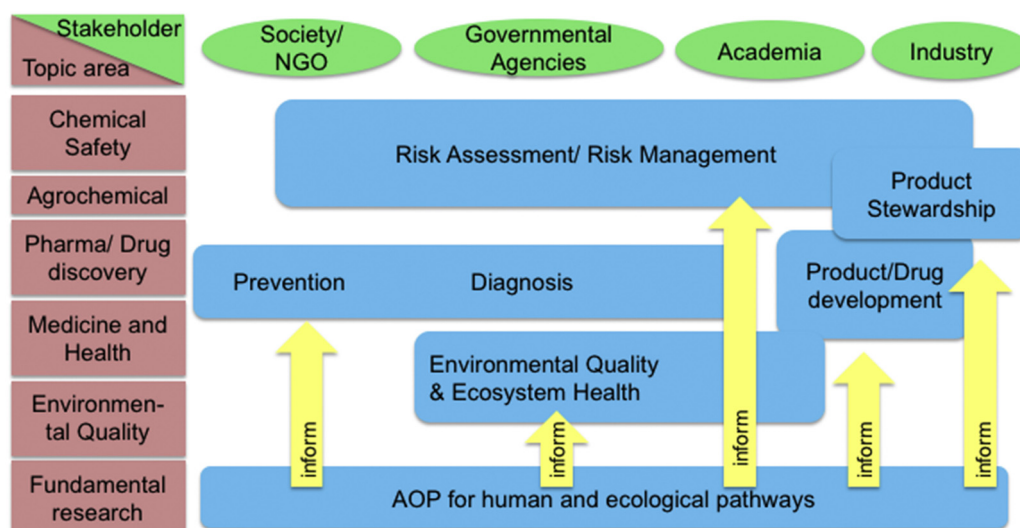 Stakeholder
Topic area
Society/
NGO
Governmental
Agencies
Academia
Industry
Chemical
Safety
Agrochemical
Pharma/ Drug
discovery
Medicine and
Health
Environmen-
tal Quality
Fundamental
research
Risk Assessment/ Risk Management
Product
Stewardship
Prevention
Diagnosis
Product/Drug
development
Environmental Quality
& Ecosystem Health
inform
inform
inform
inform
inform
AOP for human and ecological pathways